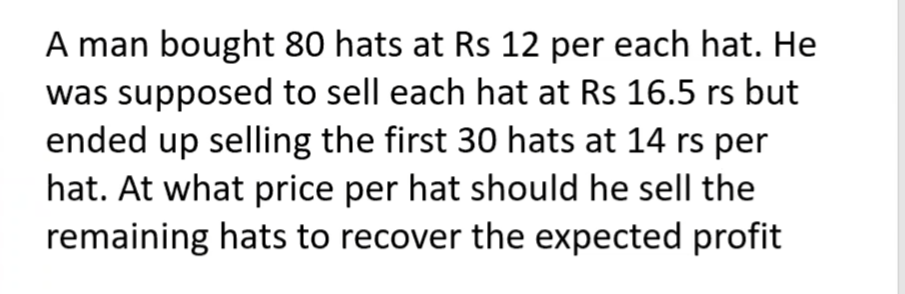 A man bought 80 hats at Rs 12 per each hat. He
was supposed to sell each hat at Rs 16.5 rs but
ended up selling the first 30 hats at 14 rs per
hat. At what price per hat should he sell the
remaining hats to recover the expected profit